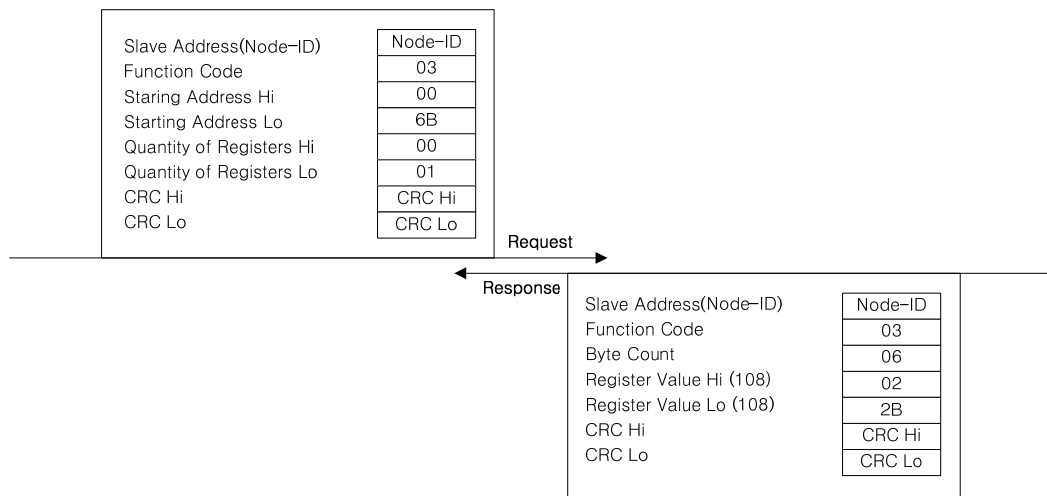 Slave Address(Node-ID) Node-ID
Function Code 03
Staring Address Hi 00
Starting Address Lo 6B
Quantity of Registers Hi 00
Quantity of Registers Lo 01
CRC Hi CRC Hi
CRC Lo CRC Lo
Request
Response
Slave Address(Node-ID) Node-ID
Function Code 03
Byte Count 06
Register Value Hi (108) 02
Register Value Lo (108) 2B
CRC Hi CRC Hi
CRC Lo CRC Lo